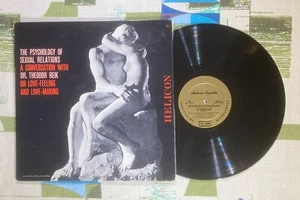 THE PSYCHOLOGY OF
SEXUAL RELATIONS
A CONVERSATION WITH
DR. THEODOR REIK
ON LOVE-FEELING
AND LOVE-MAKING
HELICON